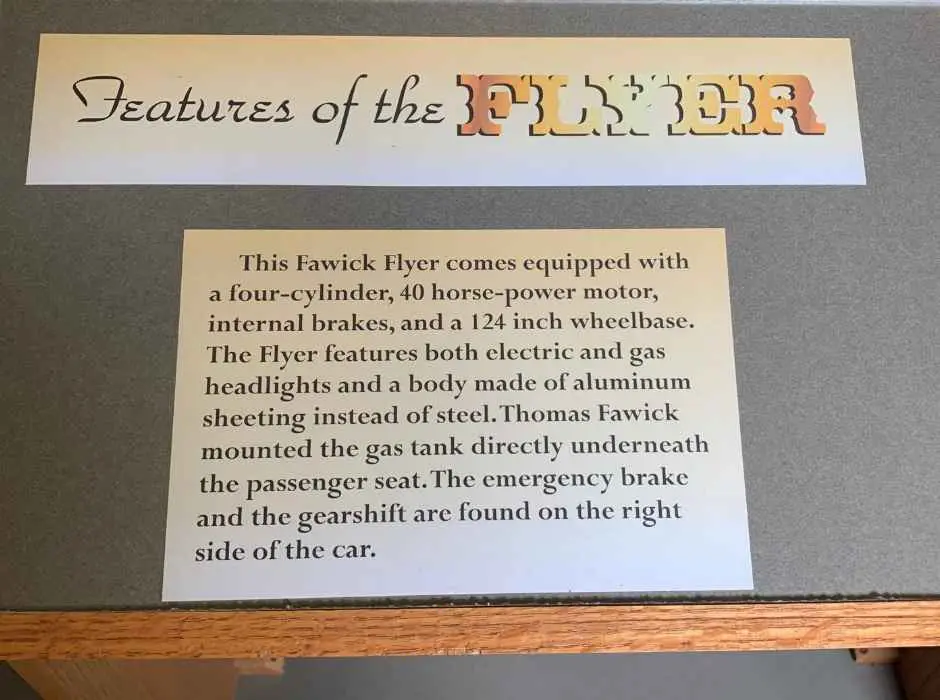 Features of the FLYER
This Fawick Flyer comes equipped with
a four-cylinder, 40 horse-power motor,
internal brakes, and a 124 inch wheelbase.
The Flyer features both electric and gas
headlights and a body made of aluminum
sheeting instead of steel. Thomas Fawick
mounted the gas tank directly underneath
the passenger seat. The emergency brake
and the gearshift are found on the right
side of the car.